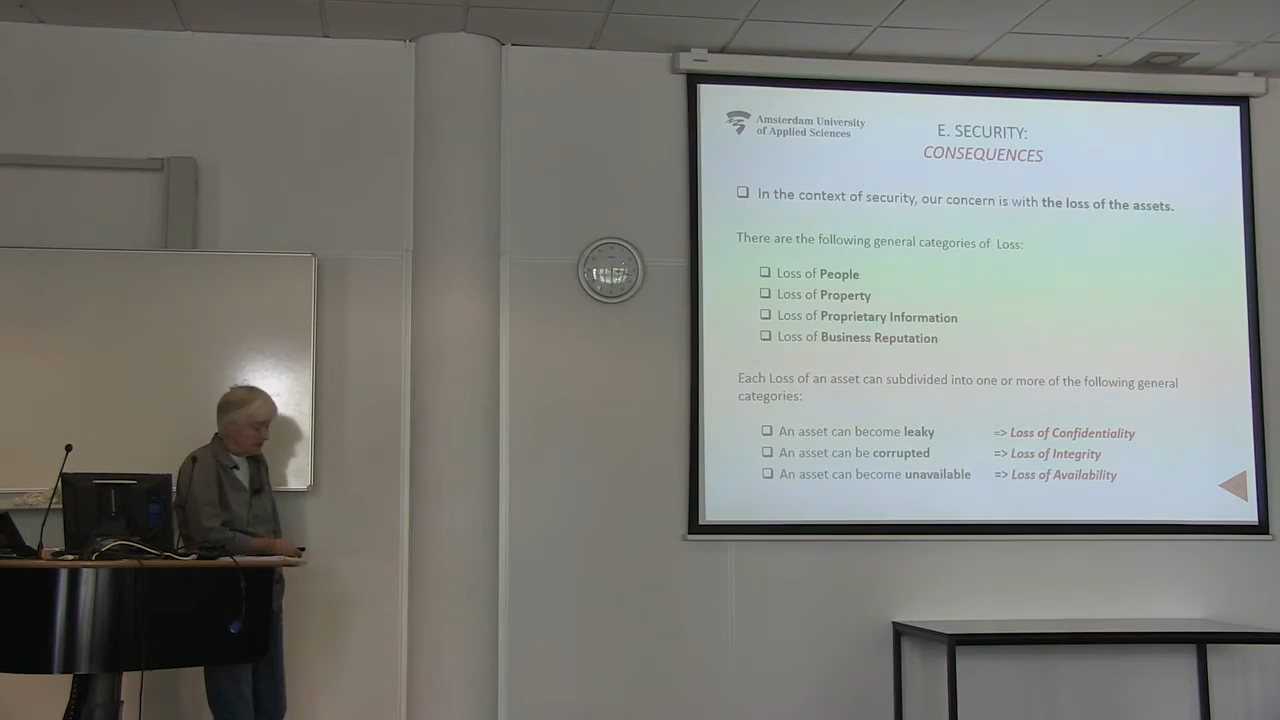 Amsterdam University
of Applied Sciences
E. SECURITY:
CONSEQUENCES
❑ In the context of security, our concern is with the loss of the assets.
There are the following general categories of Loss:
❑ Loss of People
❑ Loss of Property
❑ Loss of Proprietary Information
❑ Loss of Business Reputation
Each Loss of an asset can subdivided into one or more of the following general
categories:
❑ An asset can become leaky => Loss of Confidentiality
❑ An asset can be corrupted => Loss of Integrity
❑ An asset can become unavailable => Loss of Availability